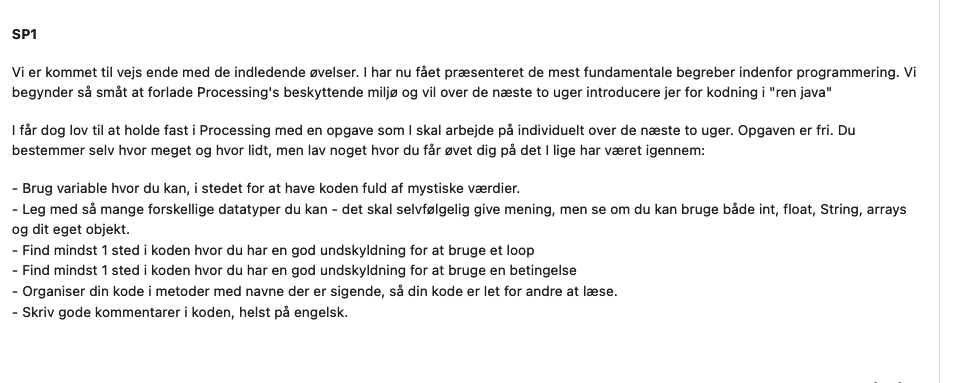 SP1
Vi er kommet til vejs ende med de indledende øvelser. I har nu fået præsenteret de mest fundamentale begreber indenfor programmering. Vi
begynder så småt at forlade Processing's beskyttende miljø og vil over de næste to uger introducere jer for kodning i "ren java"
I får dog lov til at holde fast i Processing med en opgave som I skal arbejde på individuelt over de næste to uger. Opgaven er fri. Du
bestemmer selv hvor meget og hvor lidt, men lav noget hvor du får øvet dig på det I lige har været igennem:
- Brug variable hvor du kan, i stedet for at have koden fuld af mystiske værdier.
- Leg med så mange forskellige datatyper du kan - det skal selvfølgelig give mening, men se om du kan bruge både int, float, String, arrays
og dit eget objekt.
- Find mindst 1 sted i koden hvor du har en god undskyldning for at bruge et loop
- Find mindst 1 sted i koden hvor du har en god undskyldning for at bruge en betingelse
- Organiser din kode i metoder med navne der er sigende, så din kode er let for andre at læse.
- Skriv gode kommentarer i koden, helst på engelsk.